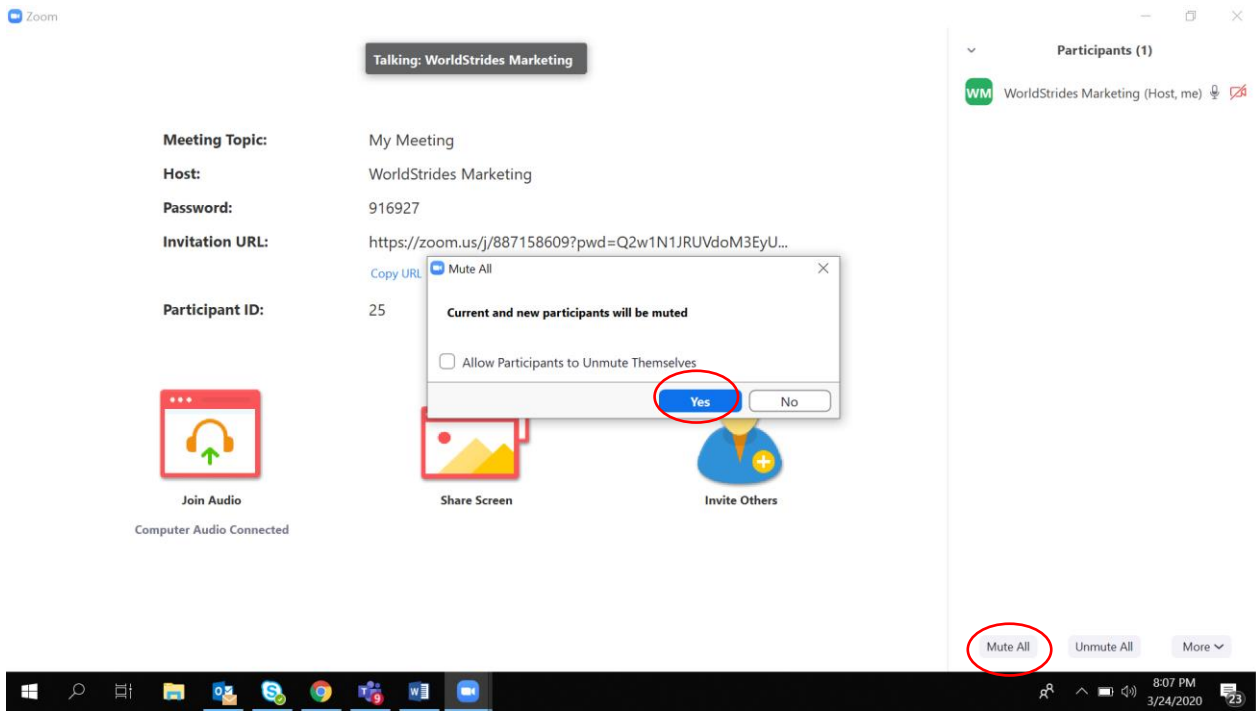 Zoom
Talking: WorldStrides Marketing
Participants (1)
WM WorldStrides Marketing (Host, me)
Meeting Topic: My Meeting
Host: WorldStrides Marketing
Password: 916927
Invitation URL: https://zoom.us/j/887158609?pwd=Q2w1N1JRUVdoM3EyU...
Copy URL
Participant ID: 25
Mute All
Current and new participants will be muted
Allow Participants to Unmute Themselves
Yes No
Join Audio
Computer Audio Connected
Share Screen
Invite Others
Mute All Unmute All More
8:07 PM
3/24/2020
9
23